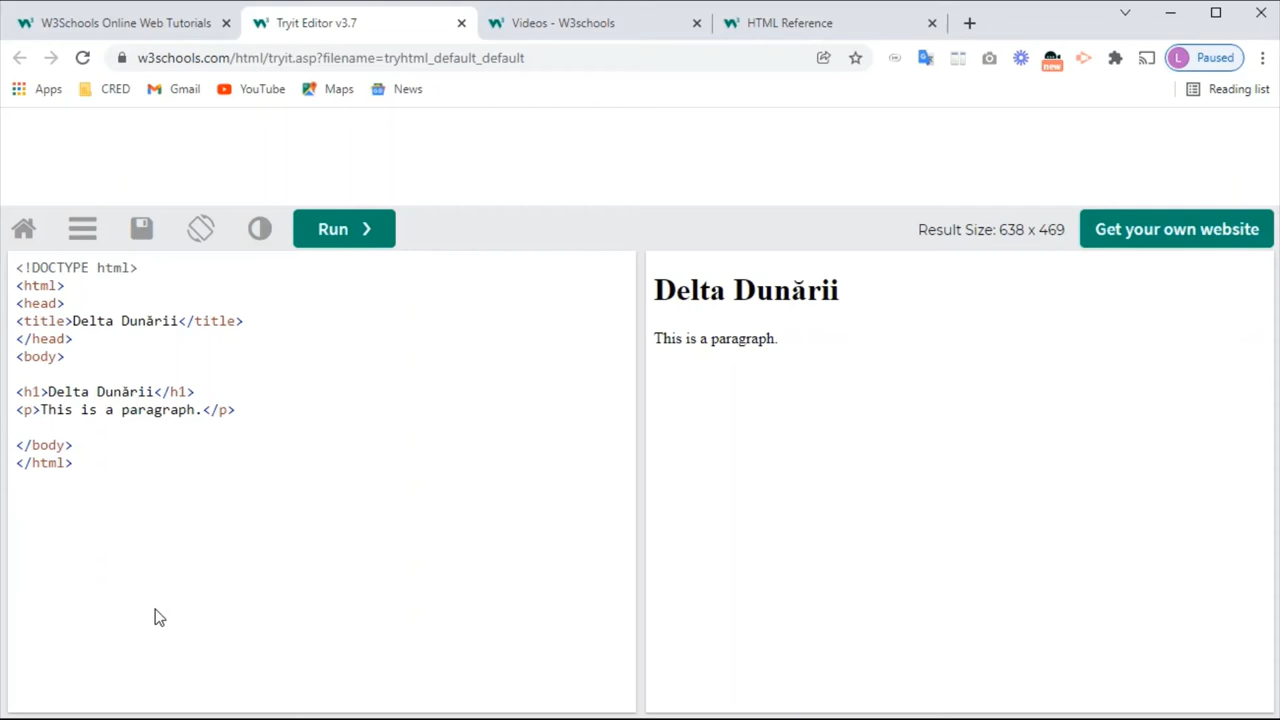 W3Schools Online Web Tutorials
Tryit Editor v3.7
Videos - W3schools
HTML Reference
w3schools.com/html/tryit.asp?filename=tryhtml_default_default
new
L
Paused
Apps
CRED
Gmail
YouTube
Maps
News
Reading list
Run ❯
Result Size: 638 x 469
Get your own website
<!DOCTYPE html>
<html>
<head>
<title>Delta Dunării</title>
</head>
<body>
<h1>Delta Dunării</h1>
<p>This is a paragraph.</p>
</body>
</html>
Delta Dunării
This is a paragraph.